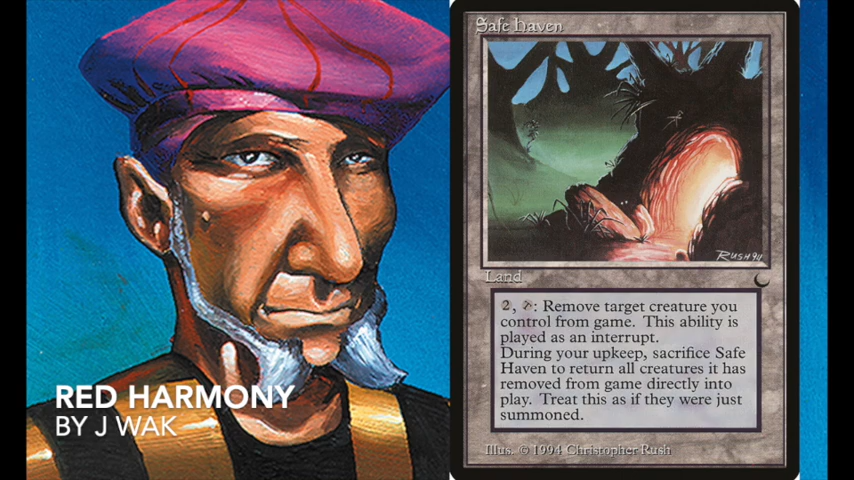 Safe Haven
RUSH 94
Land
2, T: Remove target creature you
control from game. This ability is
played as an interrupt.
During your upkeep, sacrifice Safe
Haven to return all creatures it has
removed from game directly into
play. Treat this as if they were just
summoned.
Illus. © 1994 Christopher Rush
RED HARMONY
BY J WAK